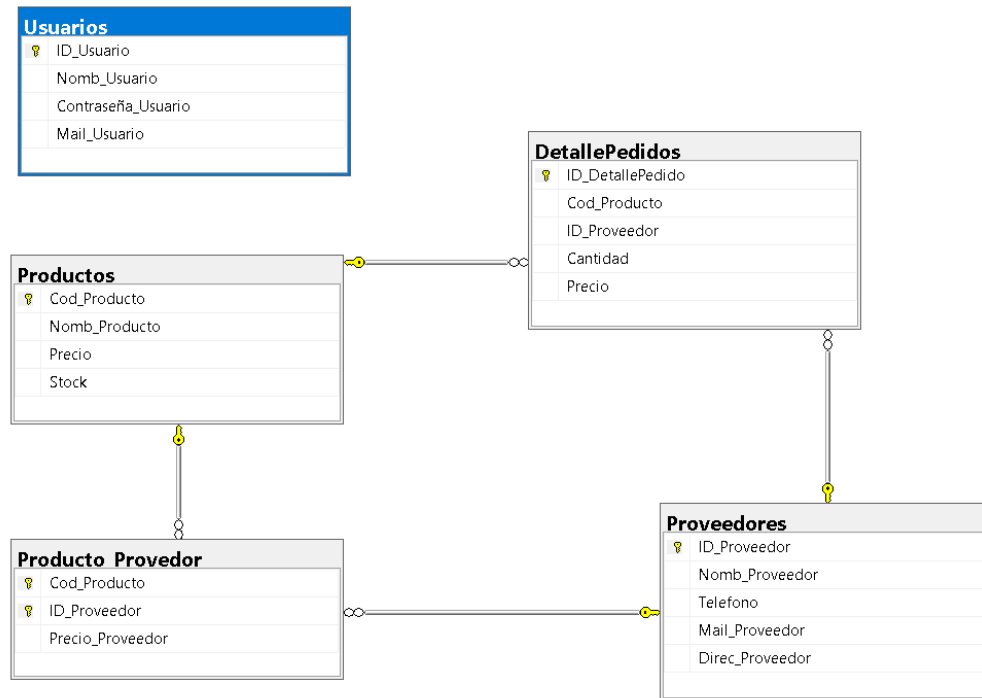 Usuarios
ID_Usuario
Nomb_Usuario
Contraseña_Usuario
Mail_Usuario
DetallePedidos
ID_DetallePedido
Cod_Producto
ID_Proveedor
Cantidad
Precio
Productos
Cod_Producto
Nomb_Producto
Precio
Stock
Producto_Provedor
Cod_Producto
ID_Proveedor
Precio_Proveedor
Proveedores
ID_Proveedor
Nomb_Proveedor
Telefono
Mail_Proveedor
Direc_Proveedor